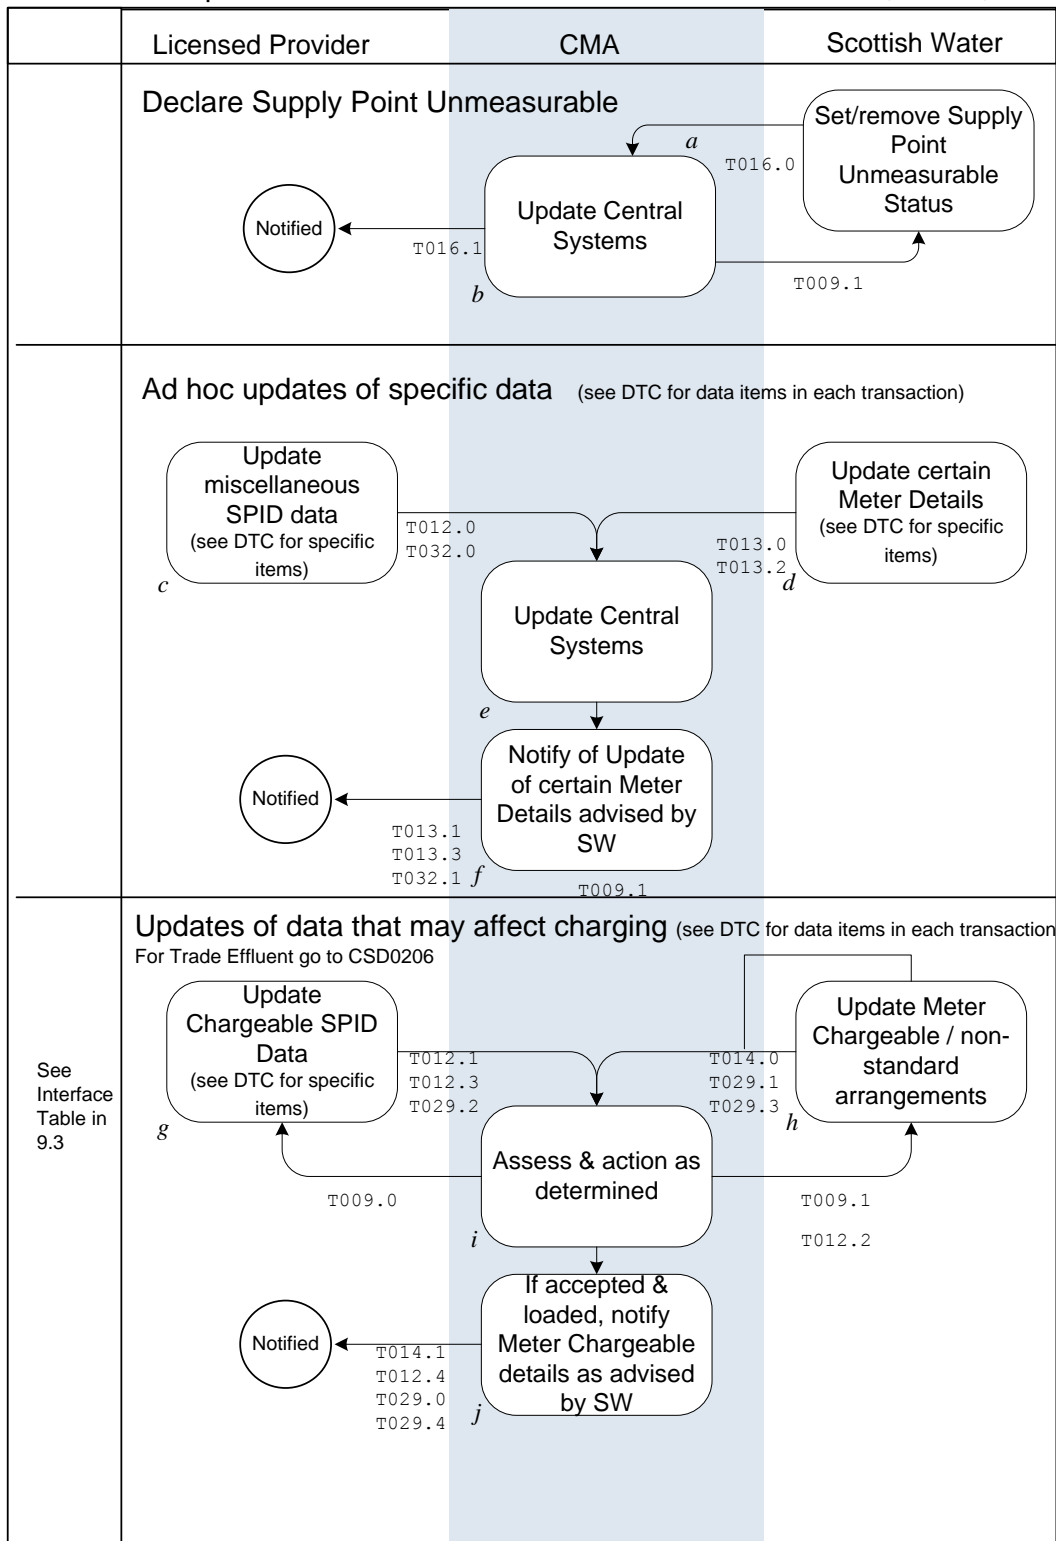 Licensed Provider
CMA
Scottish Water
Declare Supply Point Unmeasurable
Set/remove Supply
Point
Unmeasurable
Status
a
T016.0
Update Central
Systems
Notified
T016.1
b
T009.1
Ad hoc updates of specific data (see DTC for data items in each transaction)
Update
miscellaneous
SPID data
(see DTC for specific
items)
c
T012.0
T032.0
Update certain
Meter Details
(see DTC for specific
items)
T013.0
T013.2
d
Update Central
Systems
e
Notify of Update
of certain Meter
Details advised by
SW
Notified
T013.1
T013.3
T032.1
f
T009.1
Updates of data that may affect charging (see DTC for data items in each transaction
For Trade Effluent go to CSD0206
See
Interface
Table in
9.3
Update
Chargeable SPID
Data
(see DTC for specific
items)
g
T012.1
T012.3
T029.2
Update Meter
Chargeable / non-
standard
arrangements
T014.0
T029.1
T029.3
h
Assess & action as
determined
T009.0
i
T009.1
T012.2
If accepted &
loaded, notify
Meter Chargeable
details as advised
by SW
Notified
T014.1
T012.4
T029.0
T029.4
j